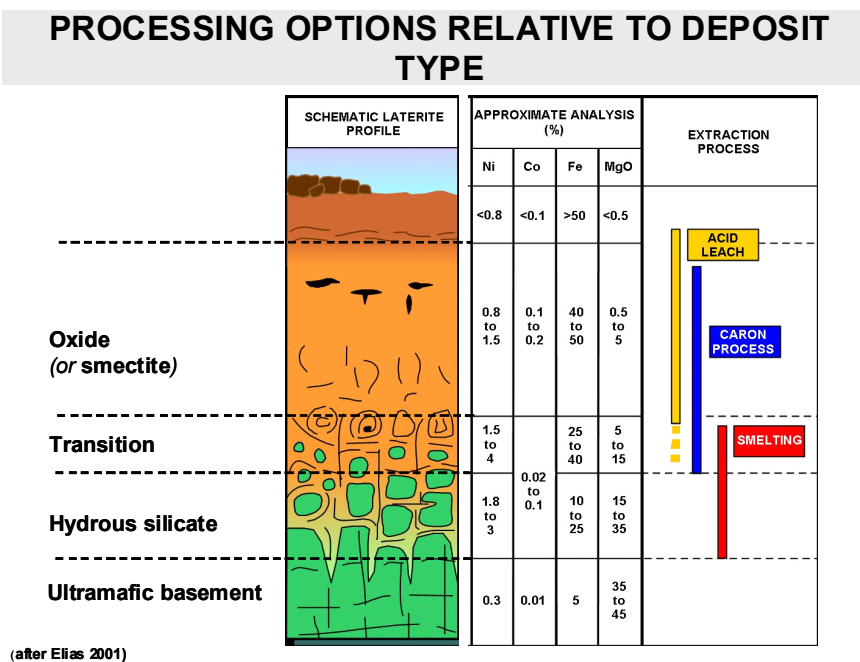 PROCESSING OPTIONS RELATIVE TO DEPOSIT
TYPE
SCHEMATIC LATERITE
PROFILE
APPROXIMATE ANALYSIS
(%)
EXTRACTION
PROCESS
Ni Co Fe MgO
<0.8 <0.1 >50 <0.5
ACID
LEACH
Oxide
(or smectite)
0.8
to
1.5
0.1
to
0.2
40
to
50
0.5
to
5
CARON
PROCESS
Transition
1.5
to
4
25
to
40
5
to
15
SMELTING
0.02
to
0.1
Hydrous silicate
1.8
to
3
10
to
25
15
to
35
Ultramafic basement
0.3 0.01 5
35
to
45
(after Elias 2001)